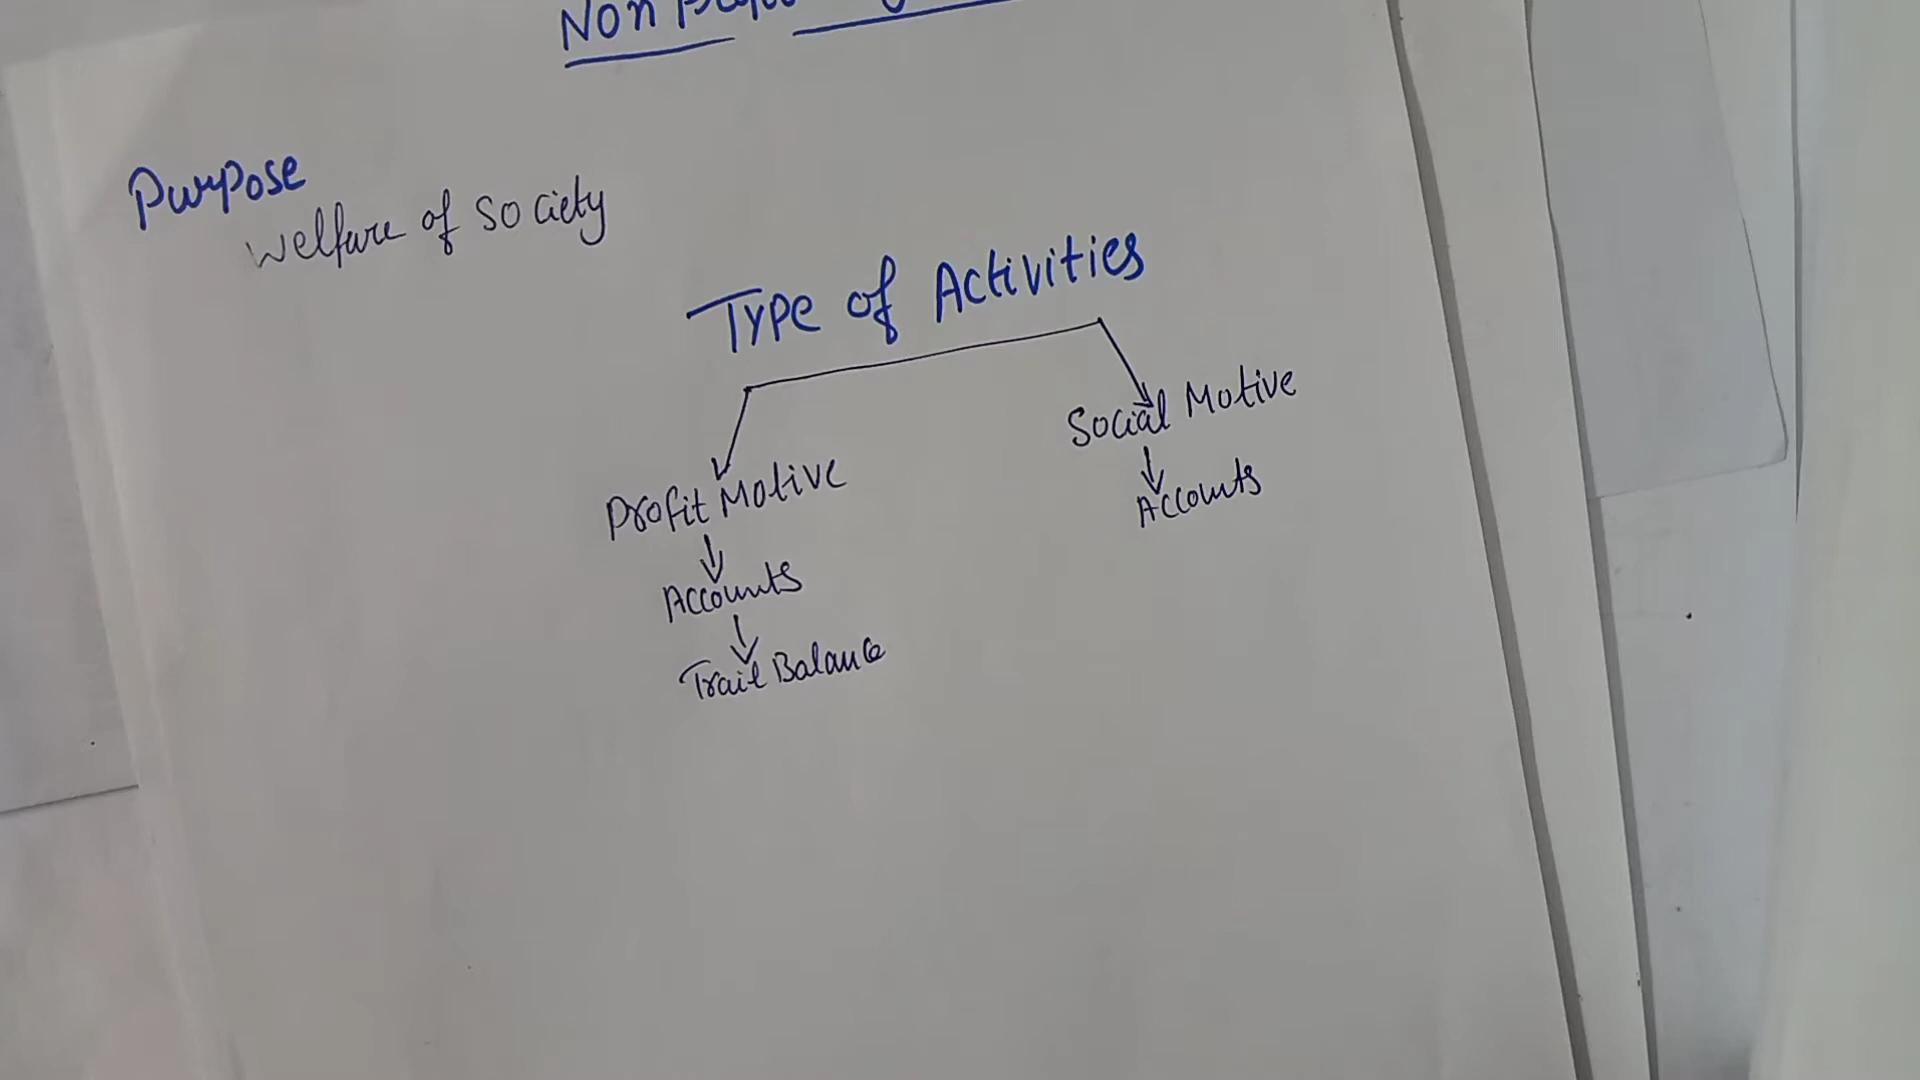 Non
Purpose
welfare of society
Type of Activities
Social Motive
Profit Motive
Accounts
Accounts
Trail Balance